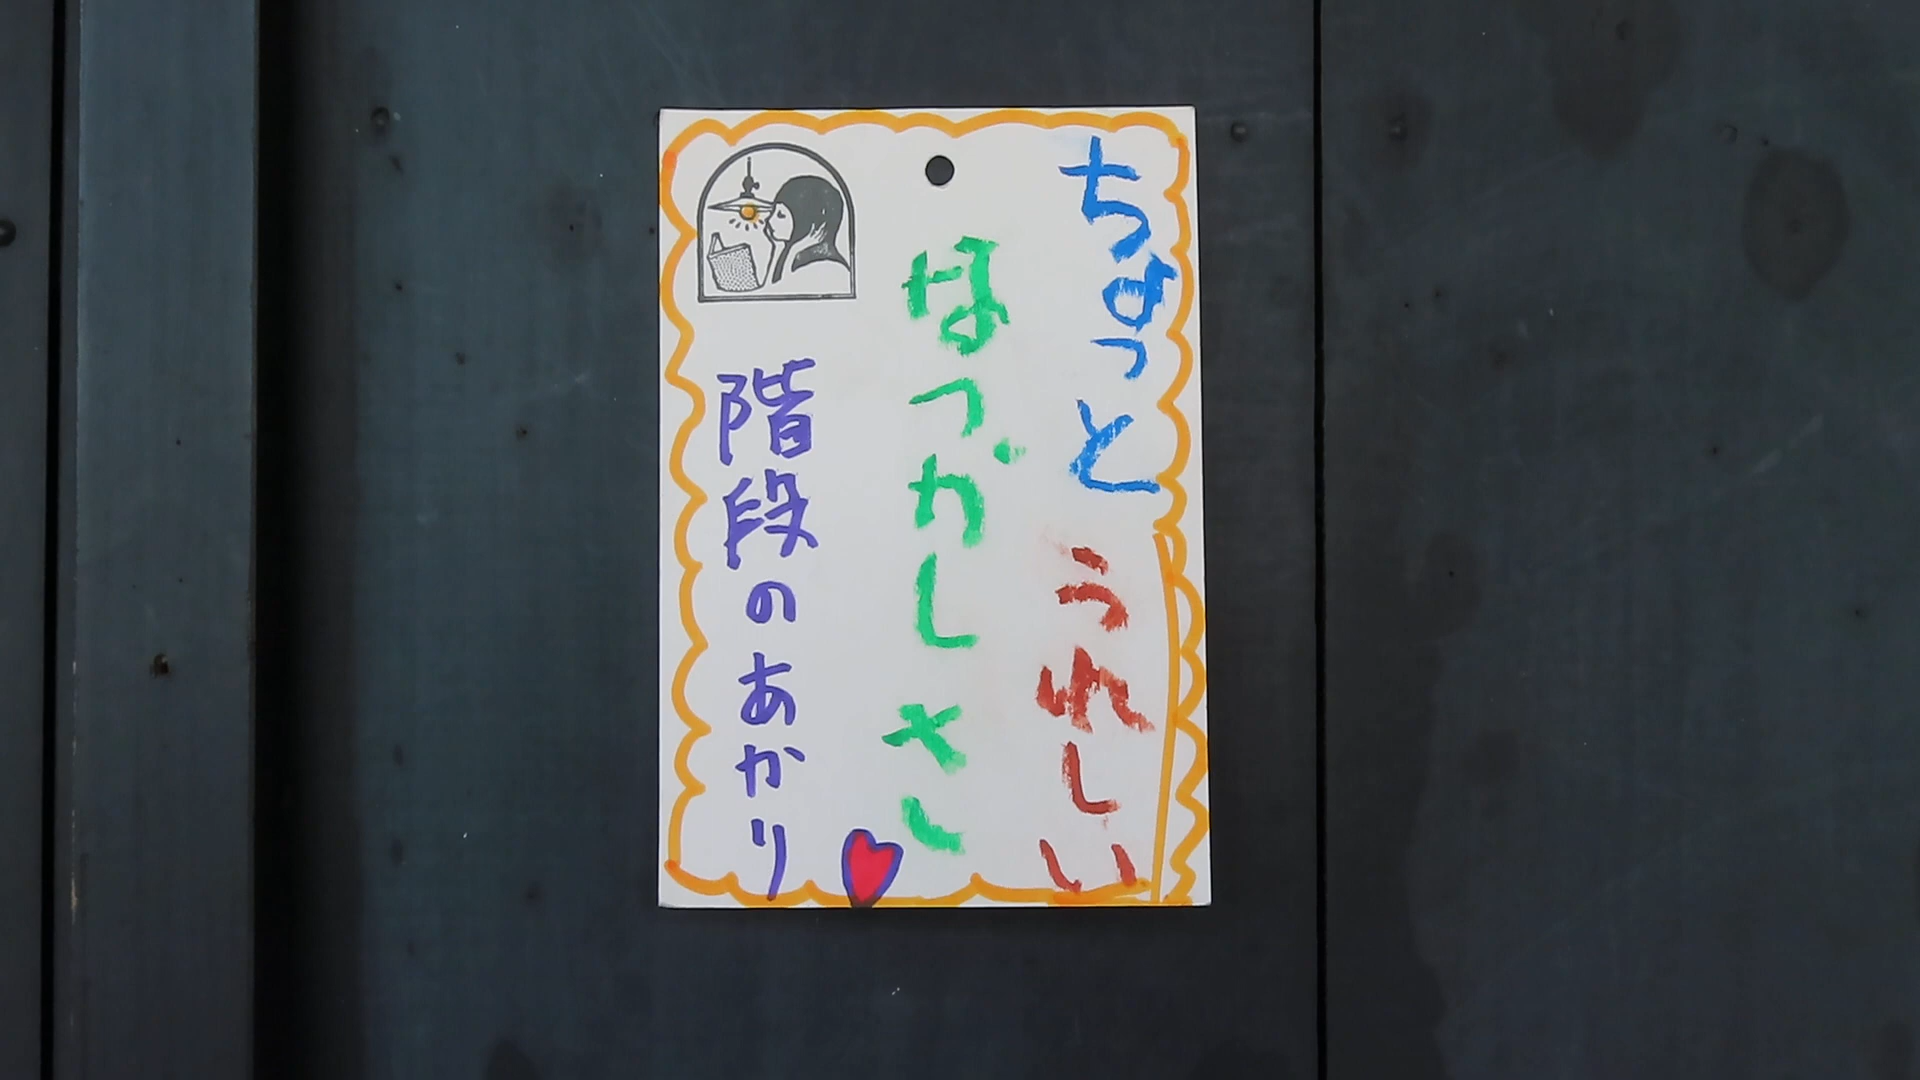 ちょっとうれしい
なつかしさ
階段のあかり